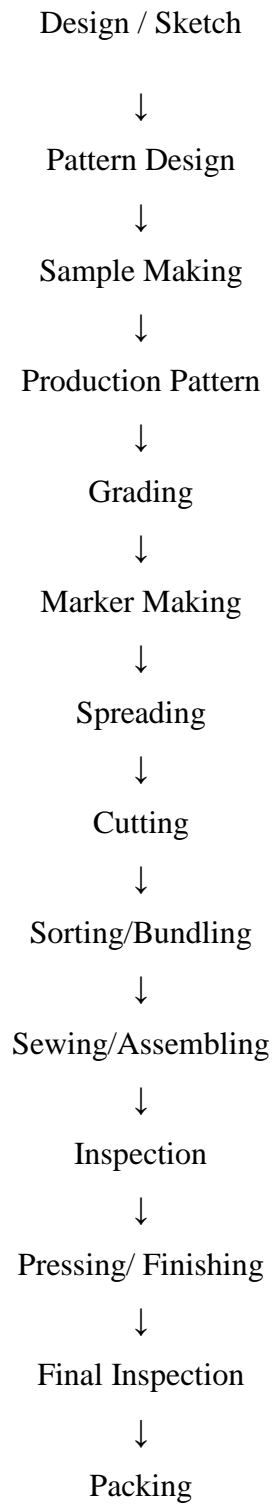 Design / Sketch
↓
Pattern Design
↓
Sample Making
↓
Production Pattern
↓
Grading
↓
Marker Making
↓
Spreading
↓
Cutting
↓
Sorting/Bundling
↓
Sewing/Assembling
↓
Inspection
↓
Pressing/ Finishing
↓
Final Inspection
↓
Packing